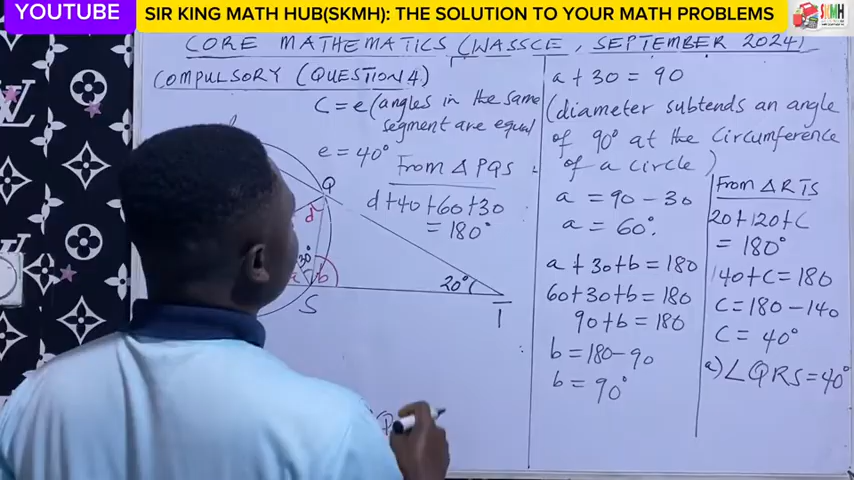 YOUTUBE
SIR KING MATH HUB(SKMH): THE SOLUTION TO YOUR MATH PROBLEMS
SKMH
CORE MATHEMATICS (WASSCE, SEPTEMBER 2024)
COMPULSORY (QUESTION 4)
C = e (angles in the same
segment are equal
e = 40°
From △ PQS
d + 40 + 60 + 30
= 180°
Q
d
30°
b
S
20°
T
a + 30 = 90
(diameter subtends an angle
of 90° at the circumference
of a circle)
a = 90 - 30
a = 60°.
a + 30 + b = 180
60 + 30 + b = 180
90 + b = 180
b = 180 - 90
b = 90°
From △ RTS
20 + 120 + C
= 180°
140 + C = 180
C = 180 - 140
C = 40°
a) ∠QRS = 40°